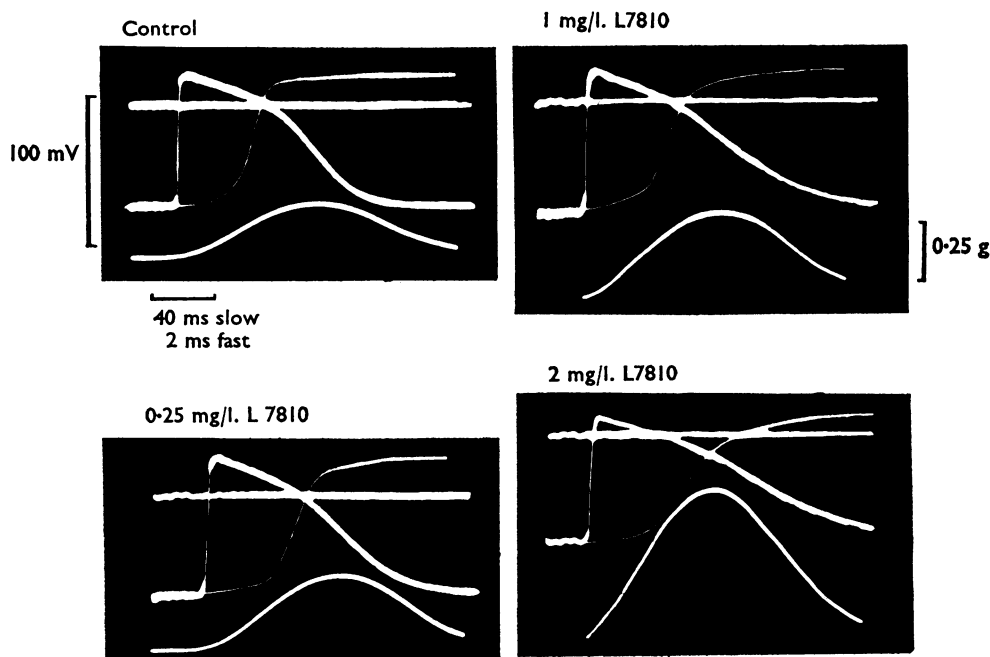 Control
1 mg/l. L7810
100 mV
0·25 g
40 ms slow
2 ms fast
0·25 mg/l. L 7810
2 mg/l. L7810